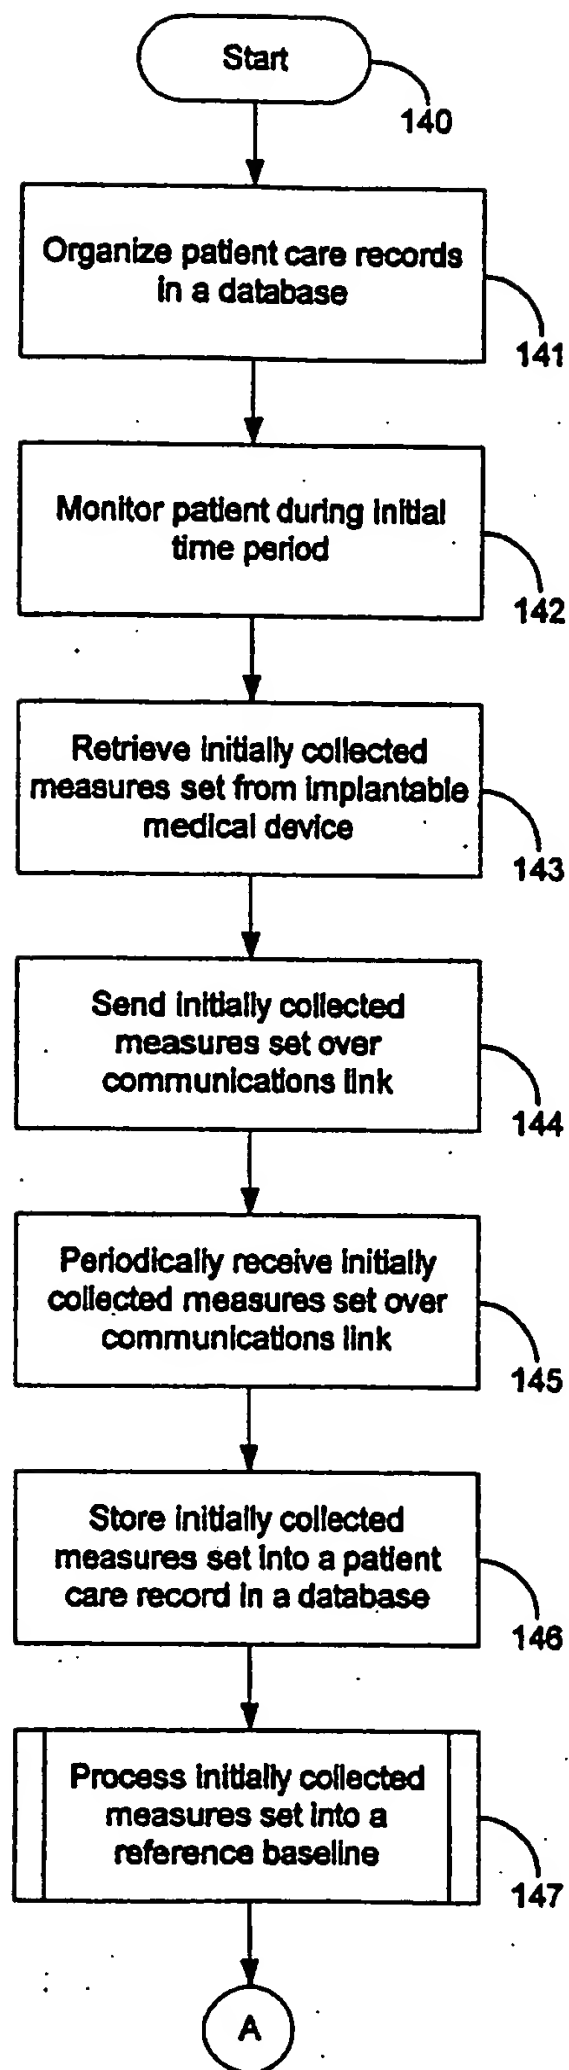 Start
140
Organize patient care records
in a database
141
Monitor patient during initial
time period
142
Retrieve initially collected
measures set from implantable
medical device
143
Send initially collected
measures set over
communications link
144
Periodically receive initially
collected measures set over
communications link
145
Store initially collected
measures set into a patient
care record in a database
146
Process initially collected
measures set into a
reference baseline
147
A